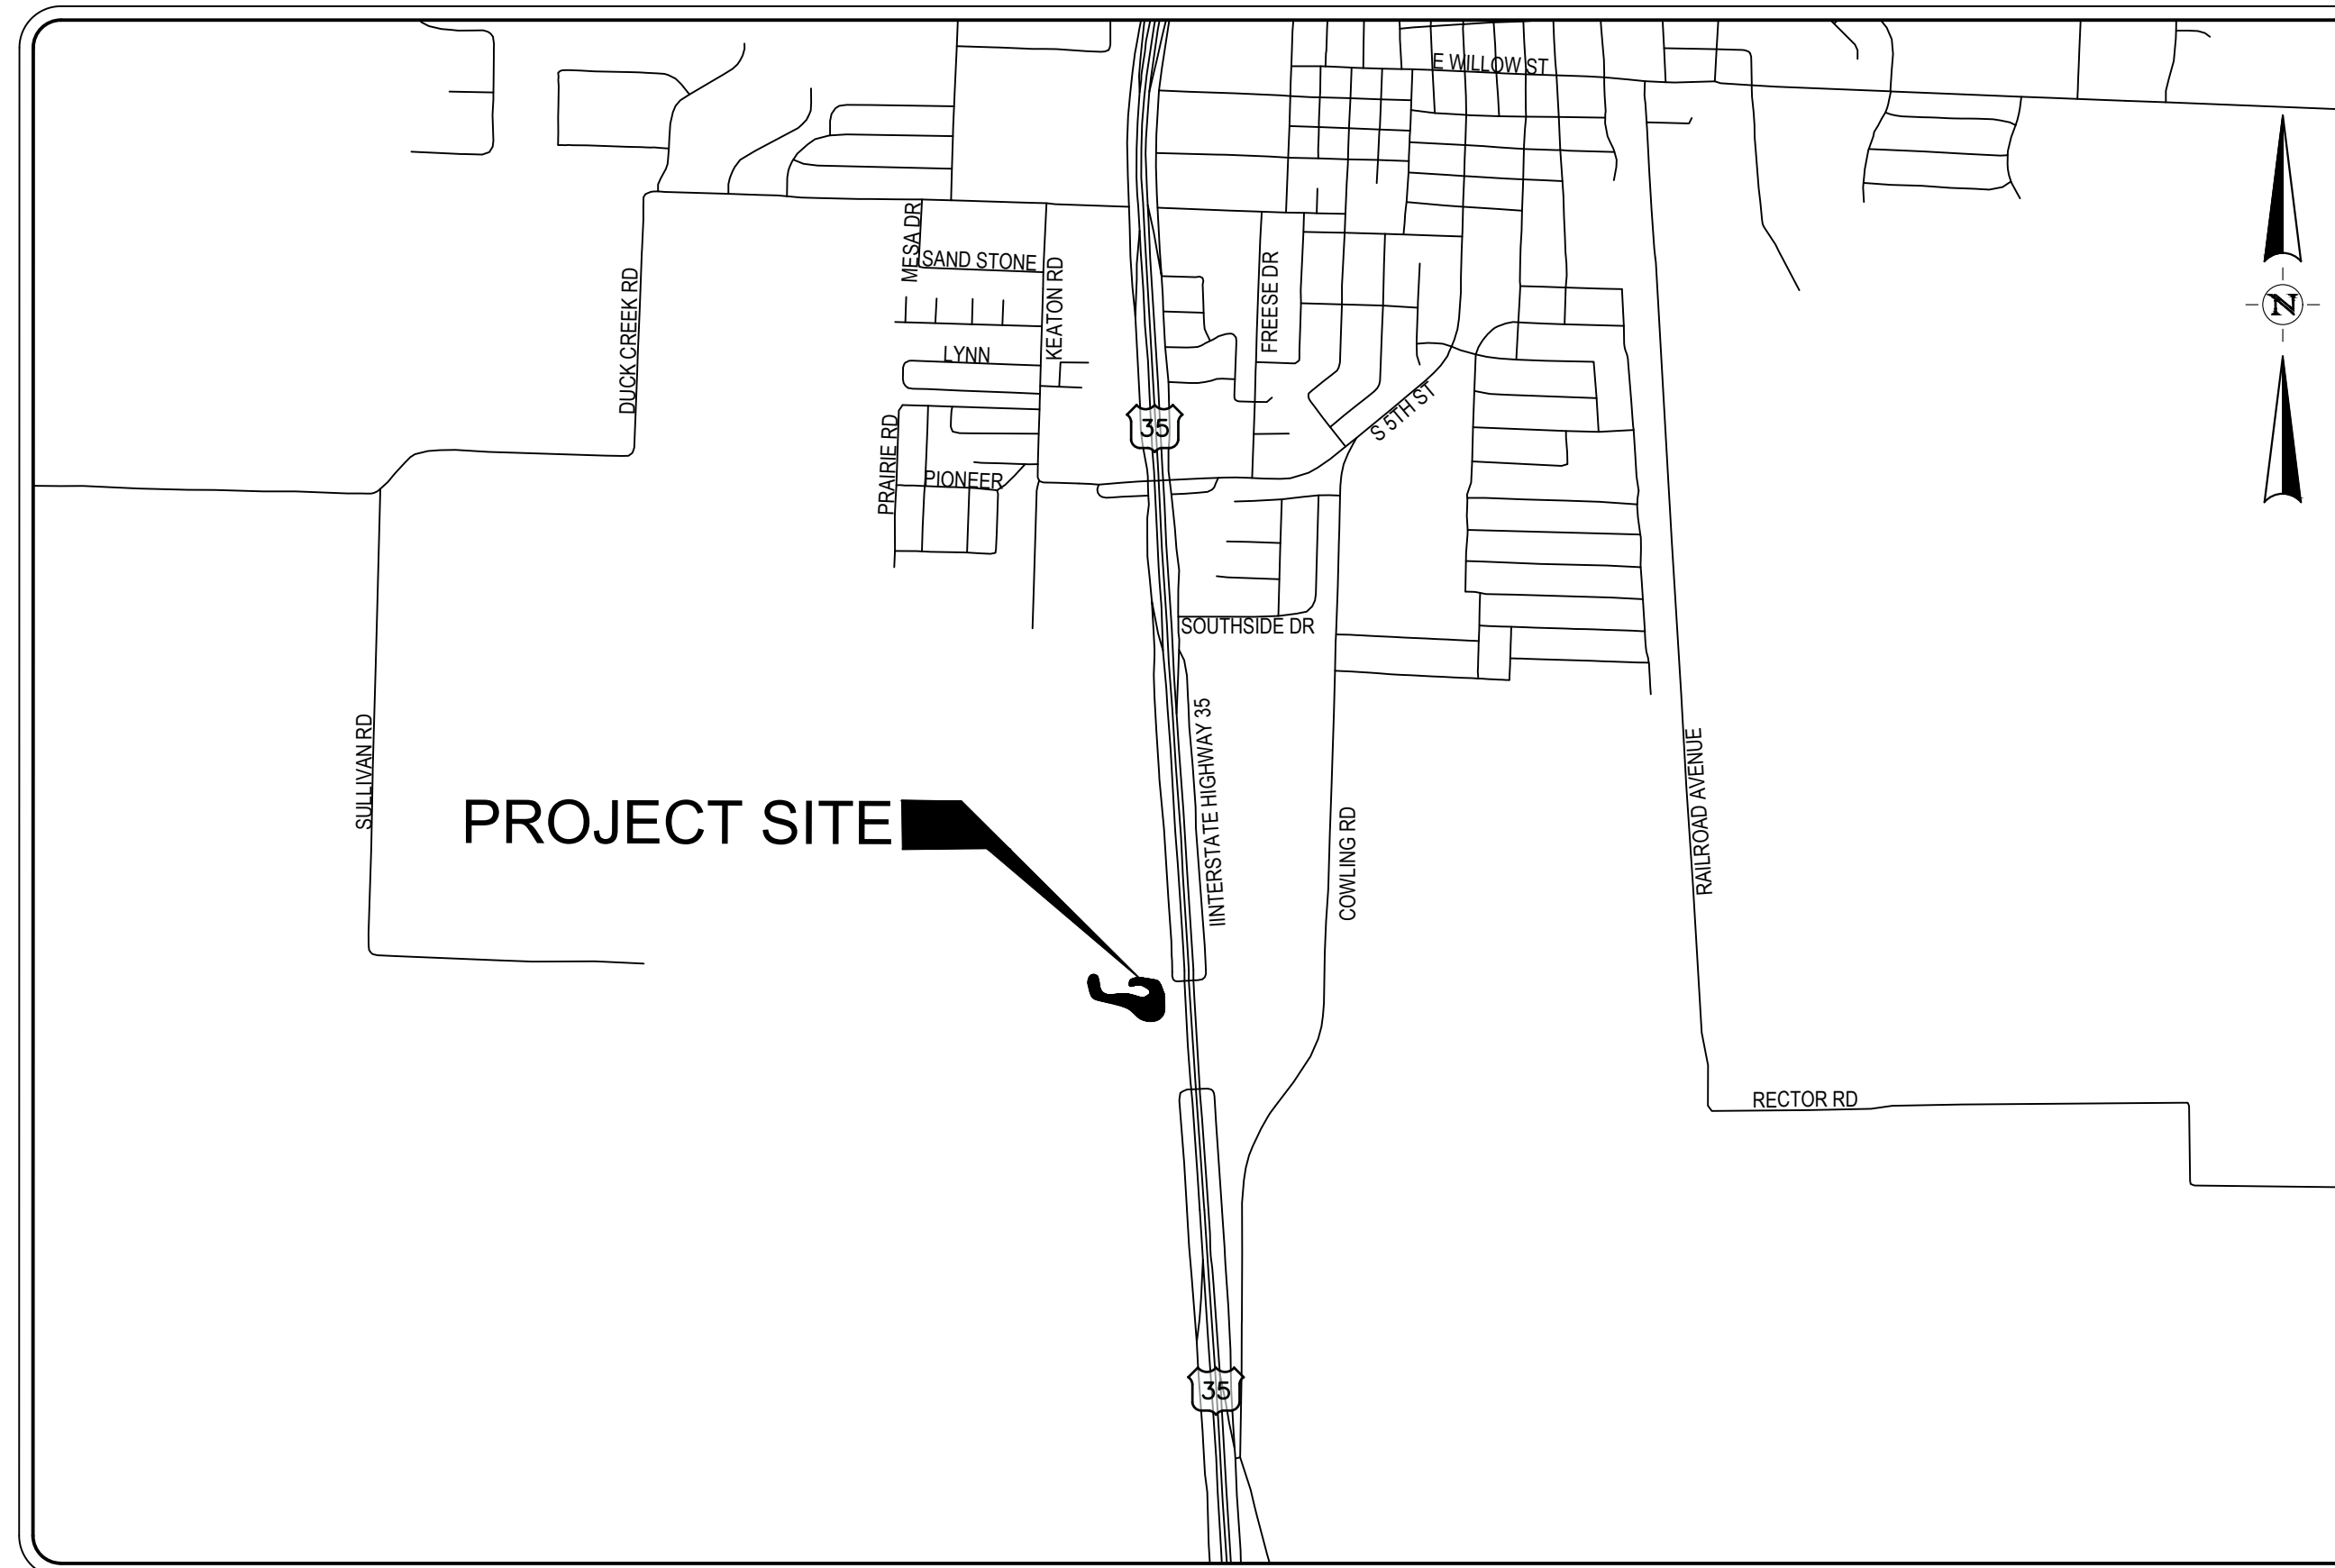 E WILLOW ST
MESA DR
SAND STONE
KEATON RD
FREESE DR
DUCK CREEK RD
N
LYNN
S 5TH ST
35
PRAIRIE RD
PIONEER
SOUTHSIDE DR
SULLIVAN RD
IINTERSTATE HIGHWAY 35
RAILROAD AVENUE
PROJECT SITE
COWLING RD
RECTOR RD
35